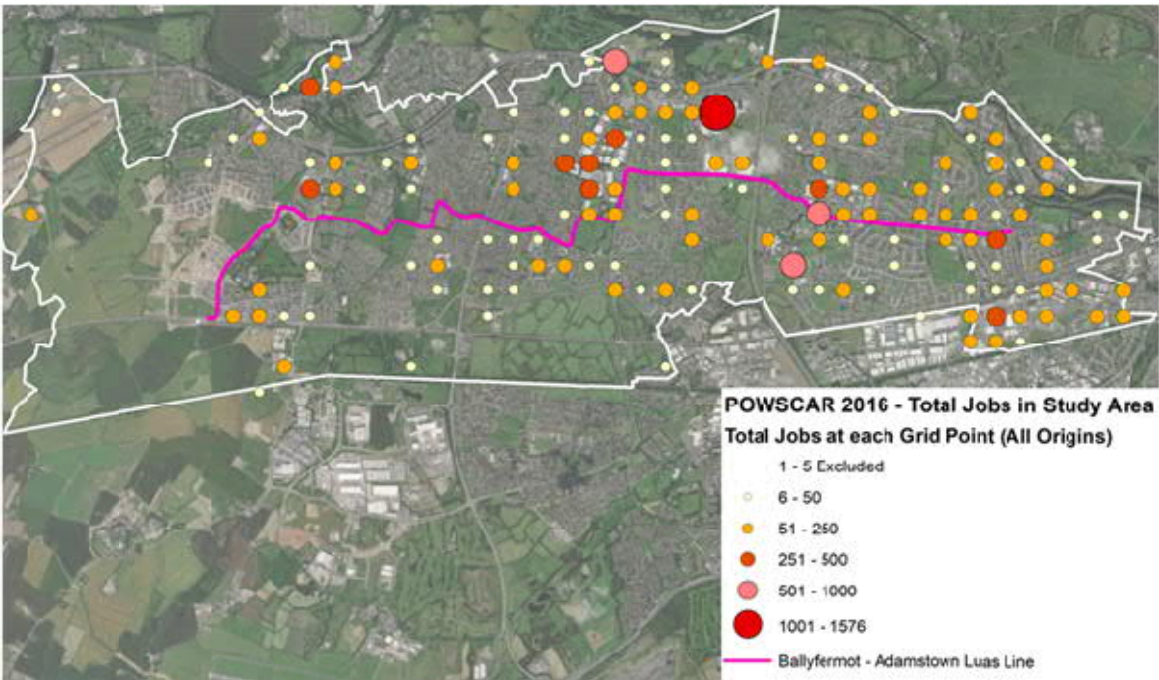 POWSCAR 2016 - Total Jobs in Study Area
Total Jobs at each Grid Point (All Origins)
1 - 5 Excluded
6 - 50
51 - 250
251 - 500
501 - 1000
1001 - 1576
Ballyfermot - Adamstown Luas Line